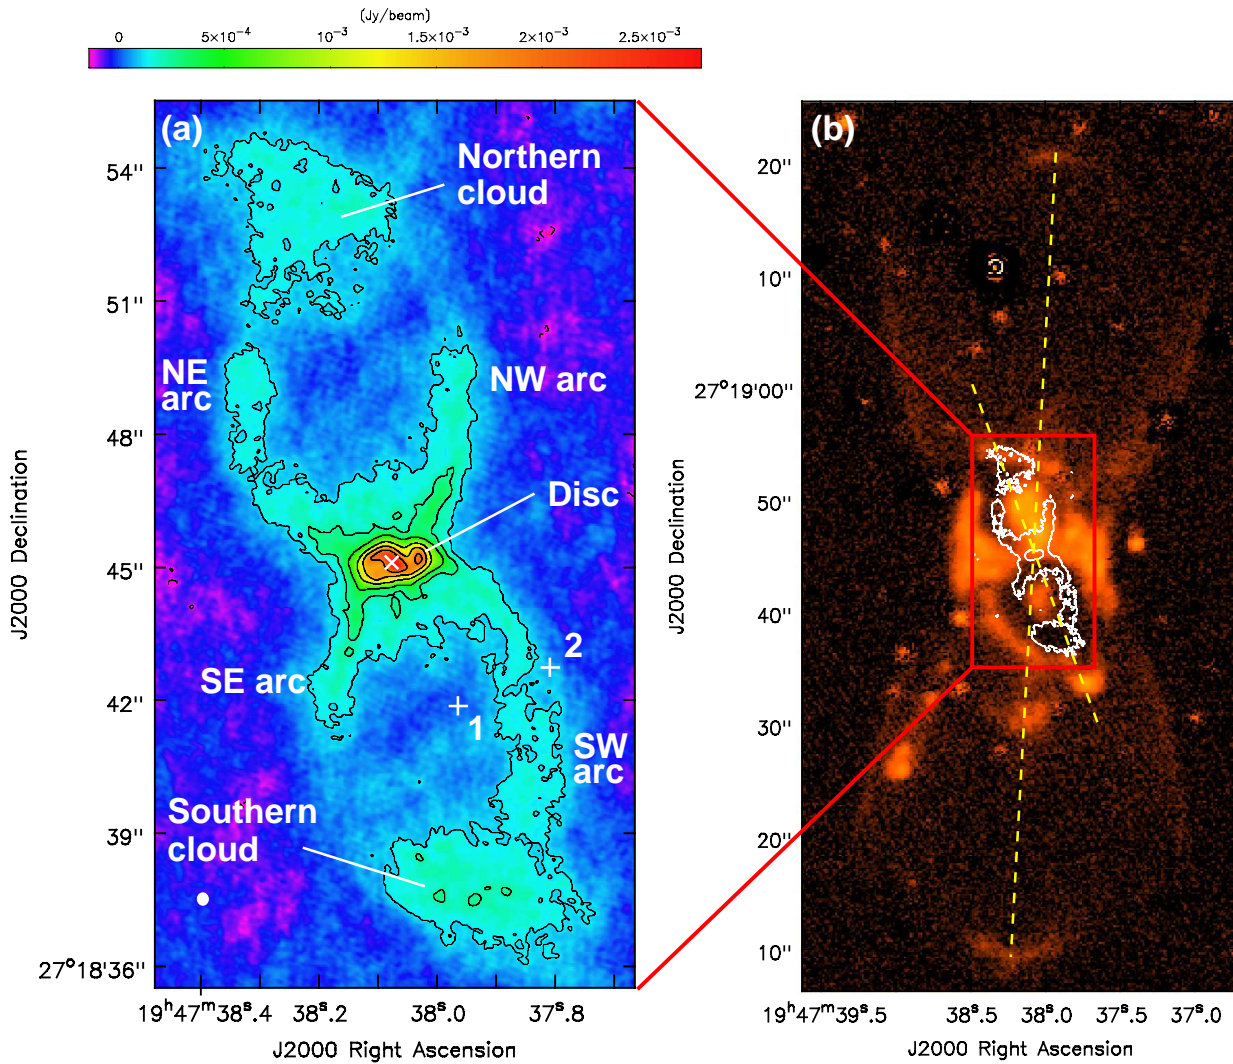 (Jy/beam)
0 5×10⁻⁴ 10⁻³ 1.5×10⁻³ 2×10⁻³ 2.5×10⁻³
(a)
Northern
cloud
NE
arc
NW arc
Disc
SE arc
2
1
SW
arc
Southern
cloud
54''
51''
48''
45''
42''
39''
27°18'36''
J2000 Declination
19ʰ47ᵐ38ˢ.4 38ˢ.2 38ˢ.0 37ˢ.8
J2000 Right Ascension
(b)
20''
10''
27°19'00''
50''
40''
30''
20''
10''
J2000 Declination
19ʰ47ᵐ39ˢ.5 38ˢ.5 38ˢ.0 37ˢ.5 37ˢ.0
J2000 Right Ascension